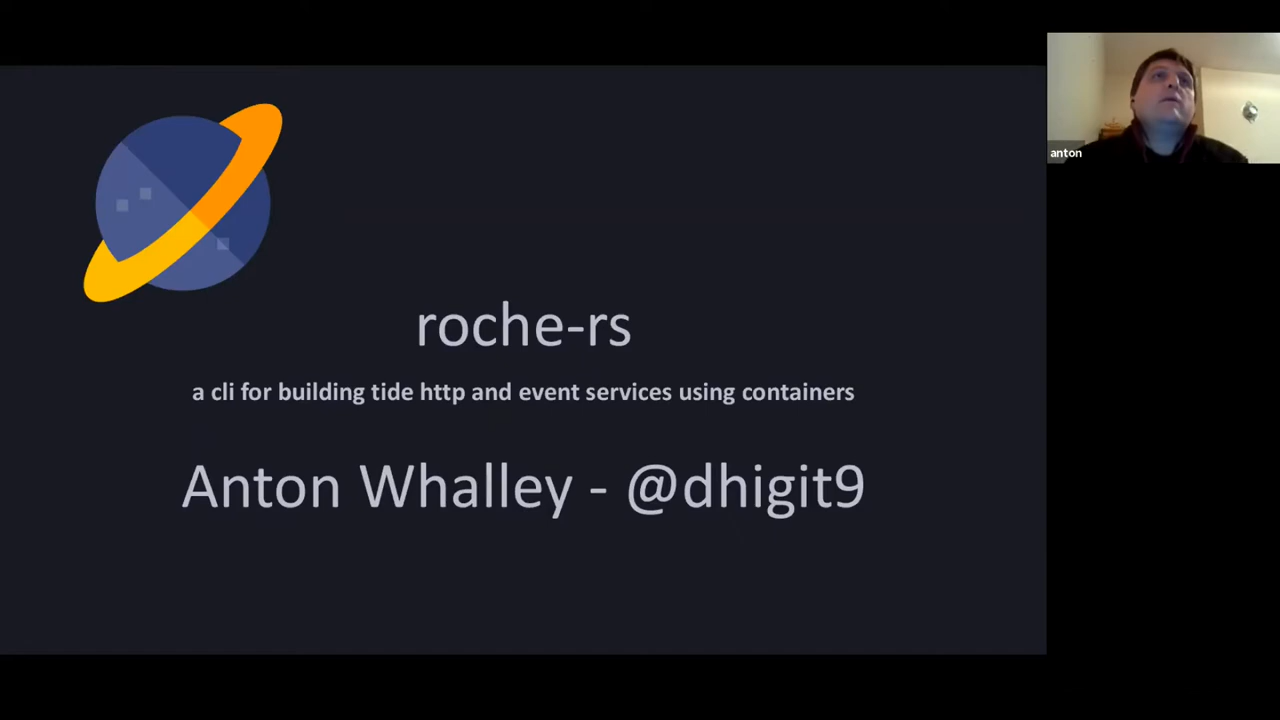 anton
roche-rs
a cli for building tide http and event services using containers
Anton Whalley - @dhigit9